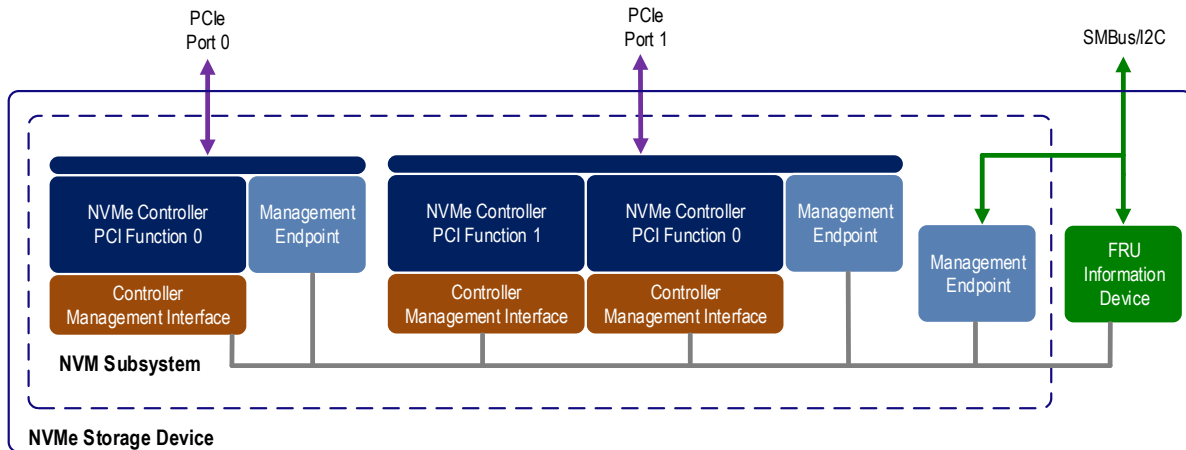 PCIe
Port 0
PCIe
Port 1
SMBus/I2C
NVMe Controller
PCI Function 0
Management
Endpoint
NVMe Controller
PCI Function 1
NVMe Controller
PCI Function 0
Management
Endpoint
Management
Endpoint
FRU
Information
Device
Controller
Management Interface
Controller
Management Interface
Controller
Management Interface
NVM Subsystem
NVMe Storage Device